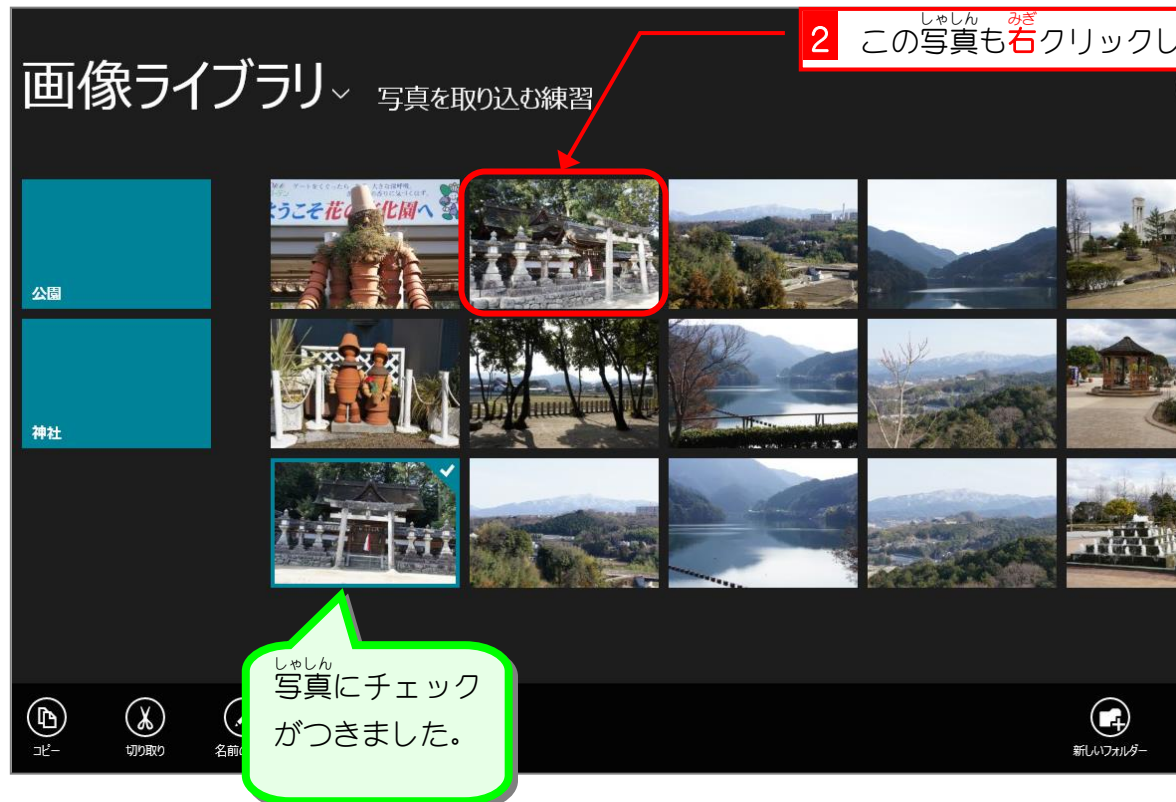 しゃしん みぎ
2 この写真も右クリックし
画像ライブラリ 写真を取り込む練習
ようこそ花の文化園へ
公園
神社
しゃしん
写真にチェック
がつきました。
コピー 切り取り 名前の 新しいフォルダー